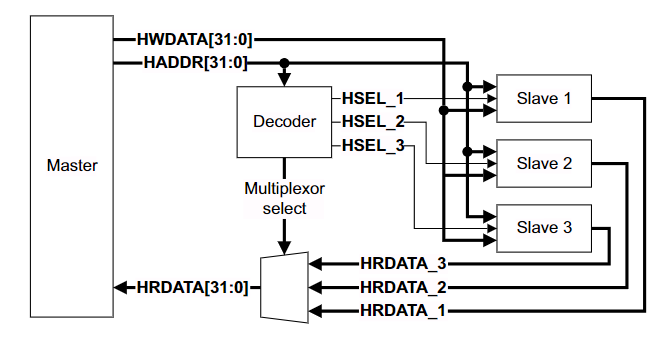 HWDATA[31:0]
HADDR[31:0]
HSEL_1
Slave 1
Decoder
HSEL_2
HSEL_3
Master
Slave 2
Multiplexor
select
Slave 3
HRDATA_3
HRDATA[31:0]
HRDATA_2
HRDATA_1